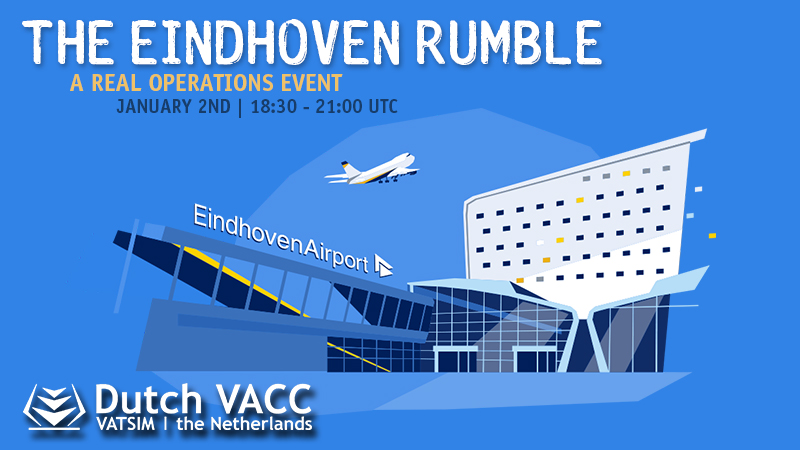 THE EINDHOVEN RUMBLE
A REAL OPERATIONS EVENT
JANUARY 2ND | 18:30 - 21:00 UTC
EindhovenAirport
Dutch VACC
VATSIM | the Netherlands